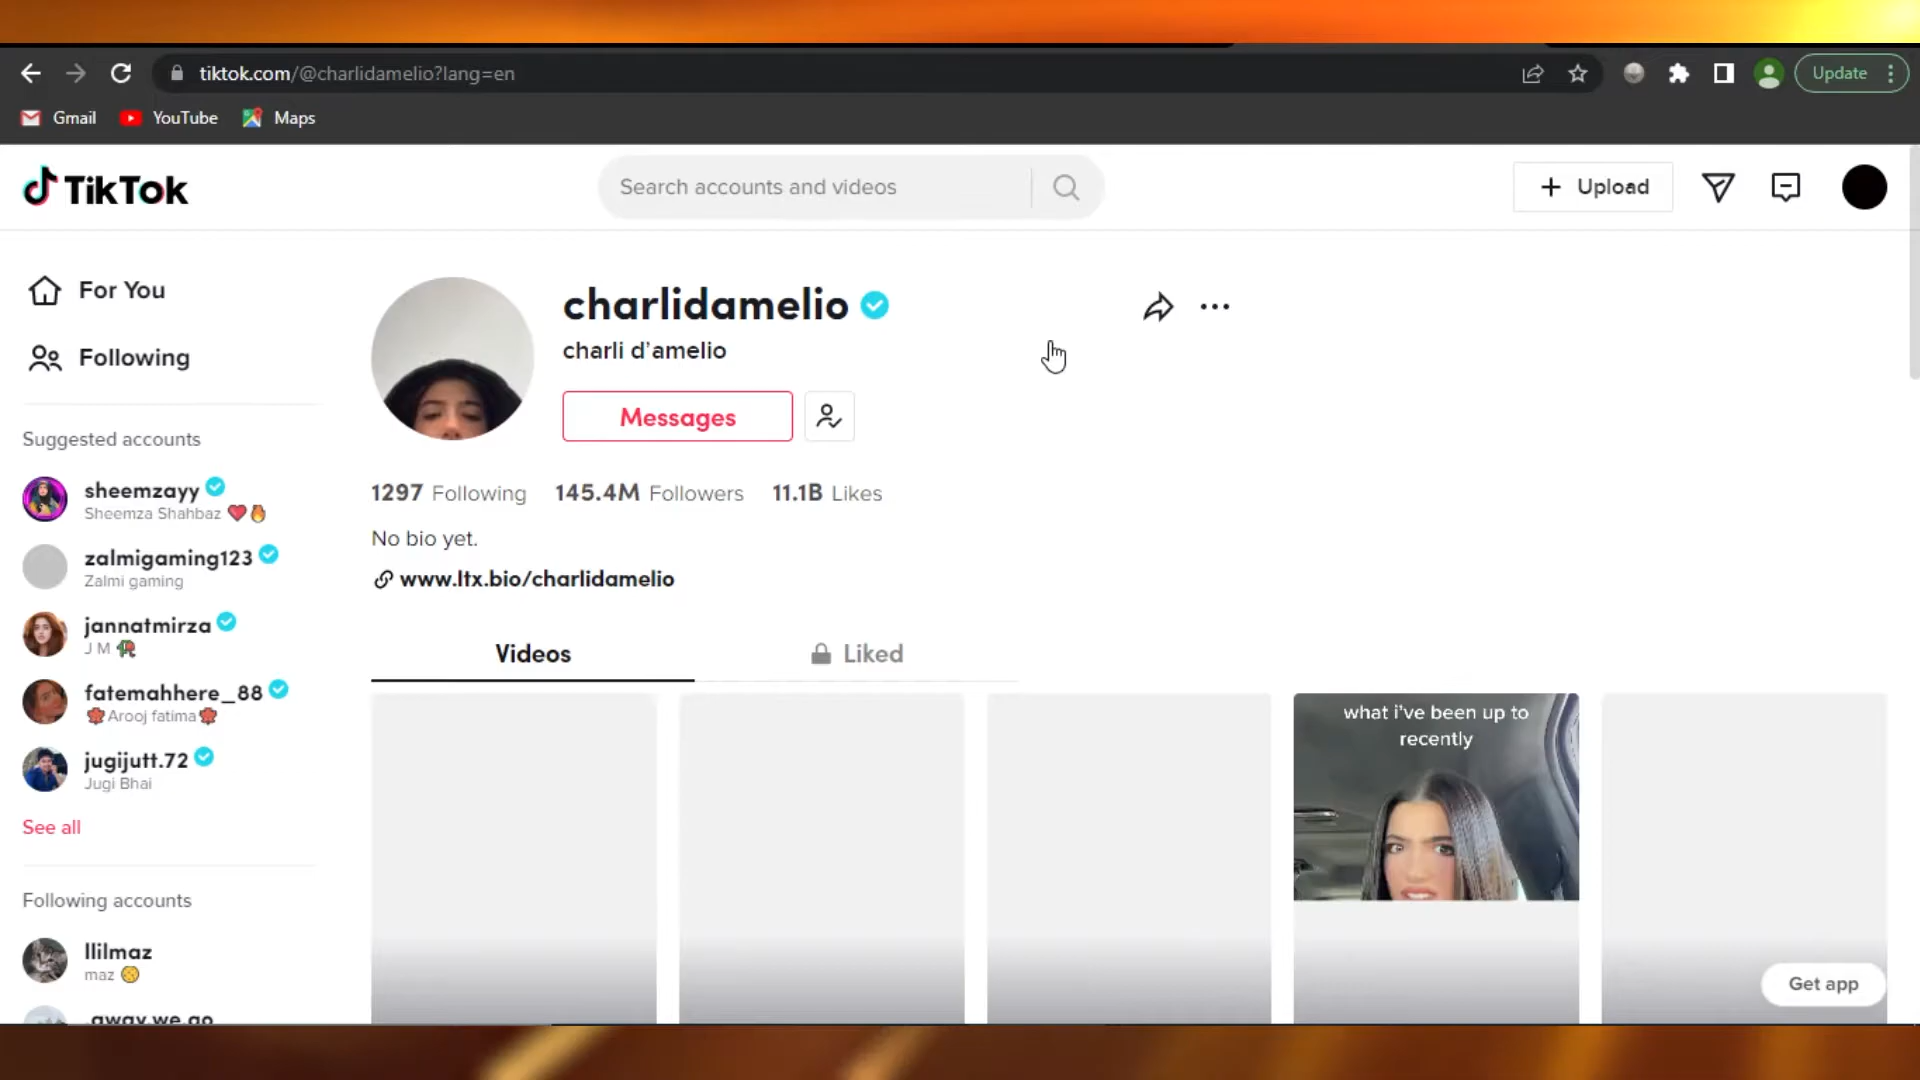 tiktok.com/@charlidamelio?lang=en
Update
Gmail
YouTube
Maps
TikTok
Search accounts and videos
Upload
For You
Following
Suggested accounts
sheemzayy
Sheemza Shahbaz ❤️🔥
zalmigaming123
Zalmi gaming
jannatmirza
J M
fatemahhere_88
Arooj fatima
jugijutt.72
Jugi Bhai
See all
Following accounts
llilmaz
maz
.away.we.go
charlidamelio
charli d’amelio
Messages
1297 Following 145.4M Followers 11.1B Likes
No bio yet.
www.ltx.bio/charlidamelio
Videos
Liked
what i’ve been up to
recently
Get app